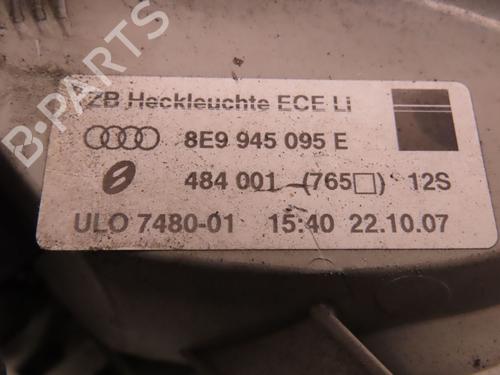 ZB Heckleuchte ECE Li
8E9 945 095 E
8 484 001 (765□) 12S
ULO 7480-01 15:40 22.10.07
B-PARTS